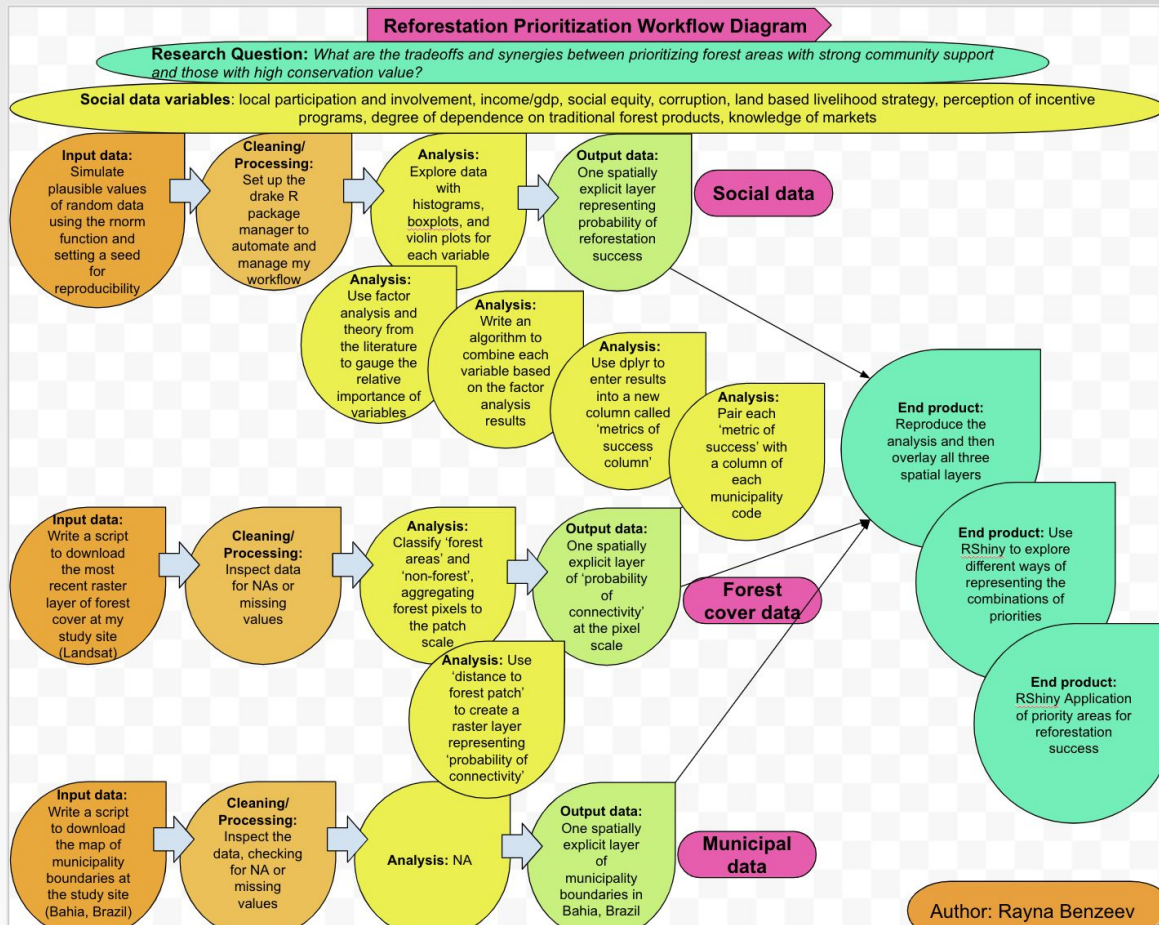 Reforestation Prioritization Workflow Diagram
Research Question: What are the tradeoffs and synergies between prioritizing forest areas with strong community support
and those with high conservation value?
Social data variables: local participation and involvement, income/gdp, social equity, corruption, land based livelihood strategy, perception of incentive
programs, degree of dependence on traditional forest products, knowledge of markets
Input data:
Simulate
plausible values
of random data
using the rnorm
function and
setting a seed
for
reproducibility
Cleaning/
Processing:
Set up the
drake R
package
manager to
automate and
manage my
workflow
Analysis:
Explore data
with
histograms,
boxplots, and
violin plots for
each variable
Output data:
One spatially
explicit layer
representing
probability of
reforestation
success
Social data
Analysis:
Use factor
analysis and
theory from
the literature
to gauge the
relative
importance of
variables
Analysis:
Write an
algorithm to
combine each
variable based
on the factor
analysis
results
Analysis:
Use dplyr to
enter results
into a new
column called
‘metrics of
success
column’
Analysis:
Pair each
‘metric of
success’ with
a column of
each
municipality
code
End product:
Reproduce the
analysis and then
overlay all three
spatial layers
Input data:
Write a script
to download
the most
recent raster
layer of forest
cover at my
study site
(Landsat)
Cleaning/
Processing:
Inspect data
for NAs or
missing
values
Analysis:
Classify ‘forest
areas’ and
‘non-forest’,
aggregating
forest pixels to
the patch
scale
Output data:
One spatially
explicit layer
of ‘probability
of
connectivity’
at the pixel
scale
Forest
cover data
End product: Use
RShiny to explore
different ways of
representing the
combinations of
priorities
Analysis: Use
‘distance to
forest patch’
to create a
raster layer
representing
‘probability of
connectivity’
End product:
RShiny Application
of priority areas for
reforestation
success
Input data:
Write a script
to download
the map of
municipality
boundaries at
the study site
(Bahia, Brazil)
Cleaning/
Processing:
Inspect the
data, checking
for NA or
missing
values
Analysis: NA
Output data:
One spatially
explicit layer
of
municipality
boundaries in
Bahia, Brazil
Municipal
data
Author: Rayna Benzeev